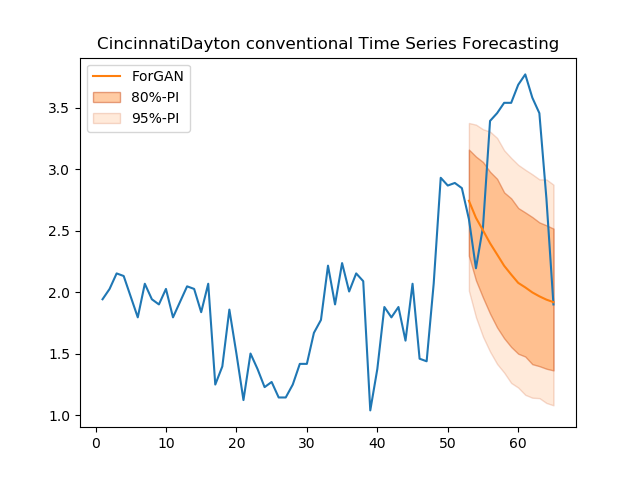 CincinnatiDayton conventional Time Series Forecasting
ForGAN
80%-PI
95%-PI
3.5
3.0
2.5
2.0
1.5
1.0
0 10 20 30 40 50 60